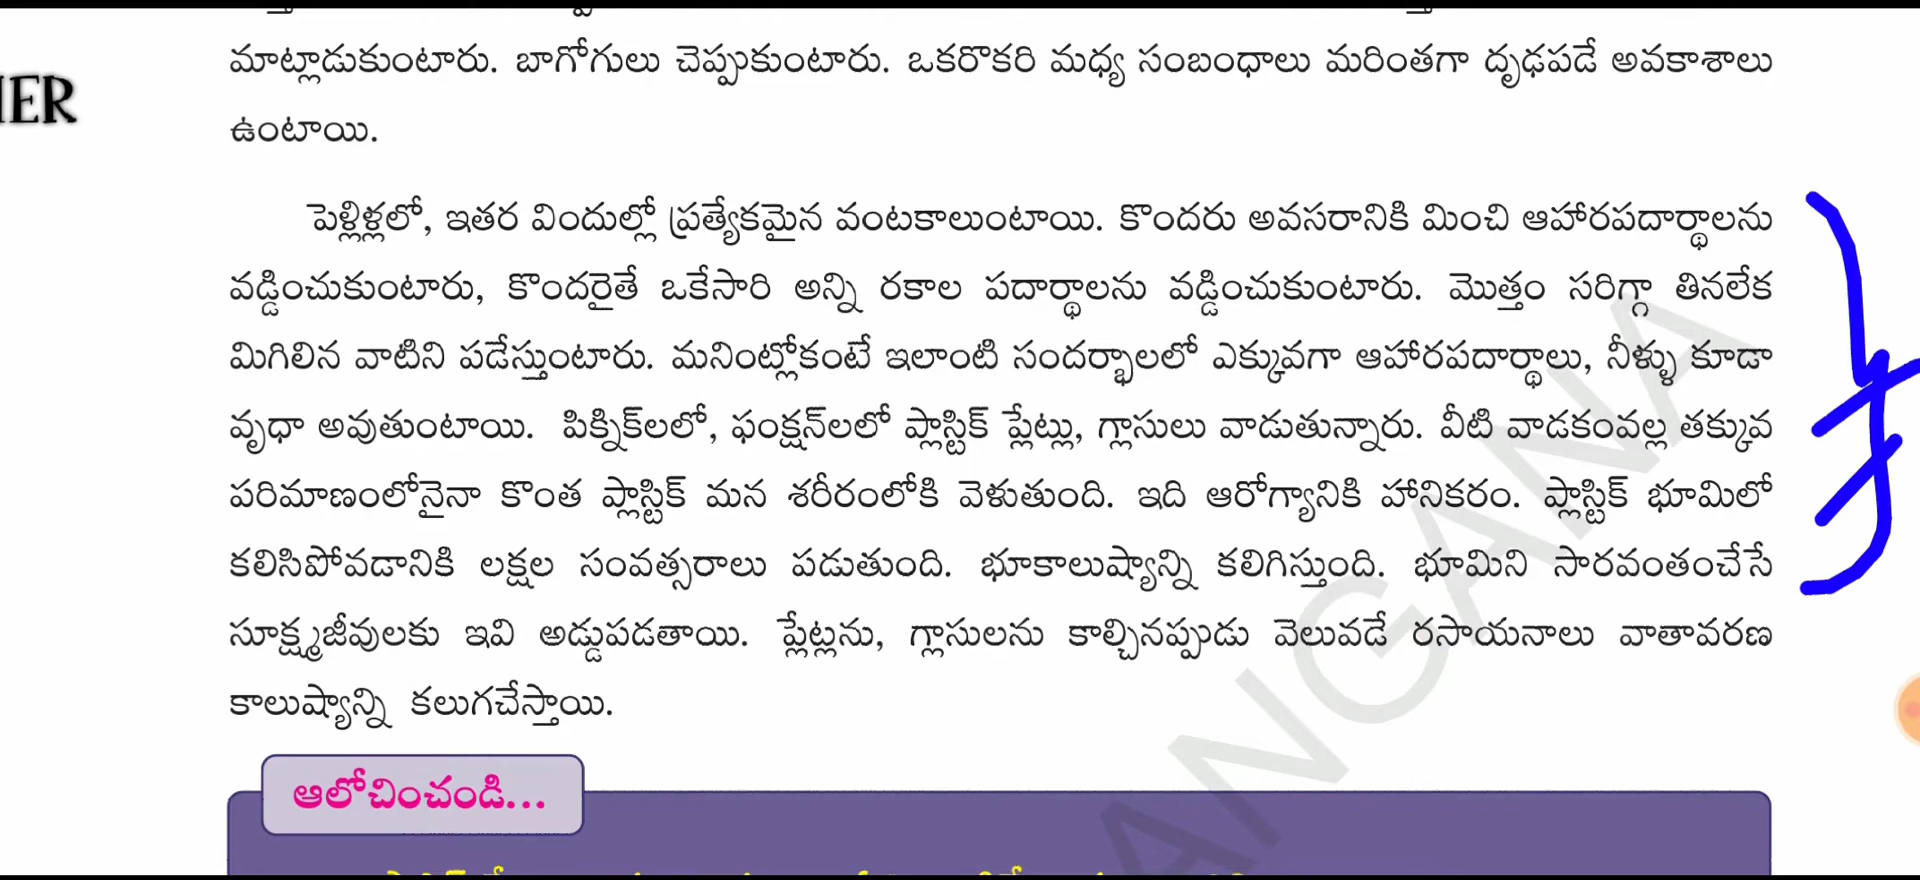 IER
మాట్లాడుకుంటారు. బాగోగులు చెప్పుకుంటారు. ఒకరొకరి మధ్య సంబంధాలు మరింతగా దృఢపడే అవకాశాలు
ఉంటాయి.
పెళ్లిళ్లలో, ఇతర విందుల్లో ప్రత్యేకమైన వంటకాలుంటాయి. కొందరు అవసరానికి మించి ఆహారపదార్థాలను
వడ్డించుకుంటారు, కొందరైతే ఒకేసారి అన్ని రకాల పదార్థాలను వడ్డించుకుంటారు. మొత్తం సరిగ్గా తినలేక
మిగిలిన వాటిని పడేస్తుంటారు. మనింట్లోకంటే ఇలాంటి సందర్భాలలో ఎక్కువగా ఆహారపదార్థాలు, నీళ్ళు కూడా
వృధా అవుతుంటాయి. పిక్నిక్‌లలో, ఫంక్షన్‌లలో ప్లాస్టిక్ ప్లేట్లు, గ్లాసులు వాడుతున్నారు. వీటి వాడకంవల్ల తక్కువ
పరిమాణంలోనైనా కొంత ప్లాస్టిక్ మన శరీరంలోకి వెళుతుంది. ఇది ఆరోగ్యానికి హానికరం. ప్లాస్టిక్ భూమిలో
కలిసిపోవడానికి లక్షల సంవత్సరాలు పడుతుంది. భూకాలుష్యాన్ని కలిగిస్తుంది. భూమిని సారవంతంచేసే
సూక్ష్మజీవులకు ఇవి అడ్డుపడతాయి. ప్లేట్లను, గ్లాసులను కాల్చినప్పుడు వెలువడే రసాయనాలు వాతావరణ
కాలుష్యాన్ని కలుగచేస్తాయి.
ANGANA
ఆలోచించండి...